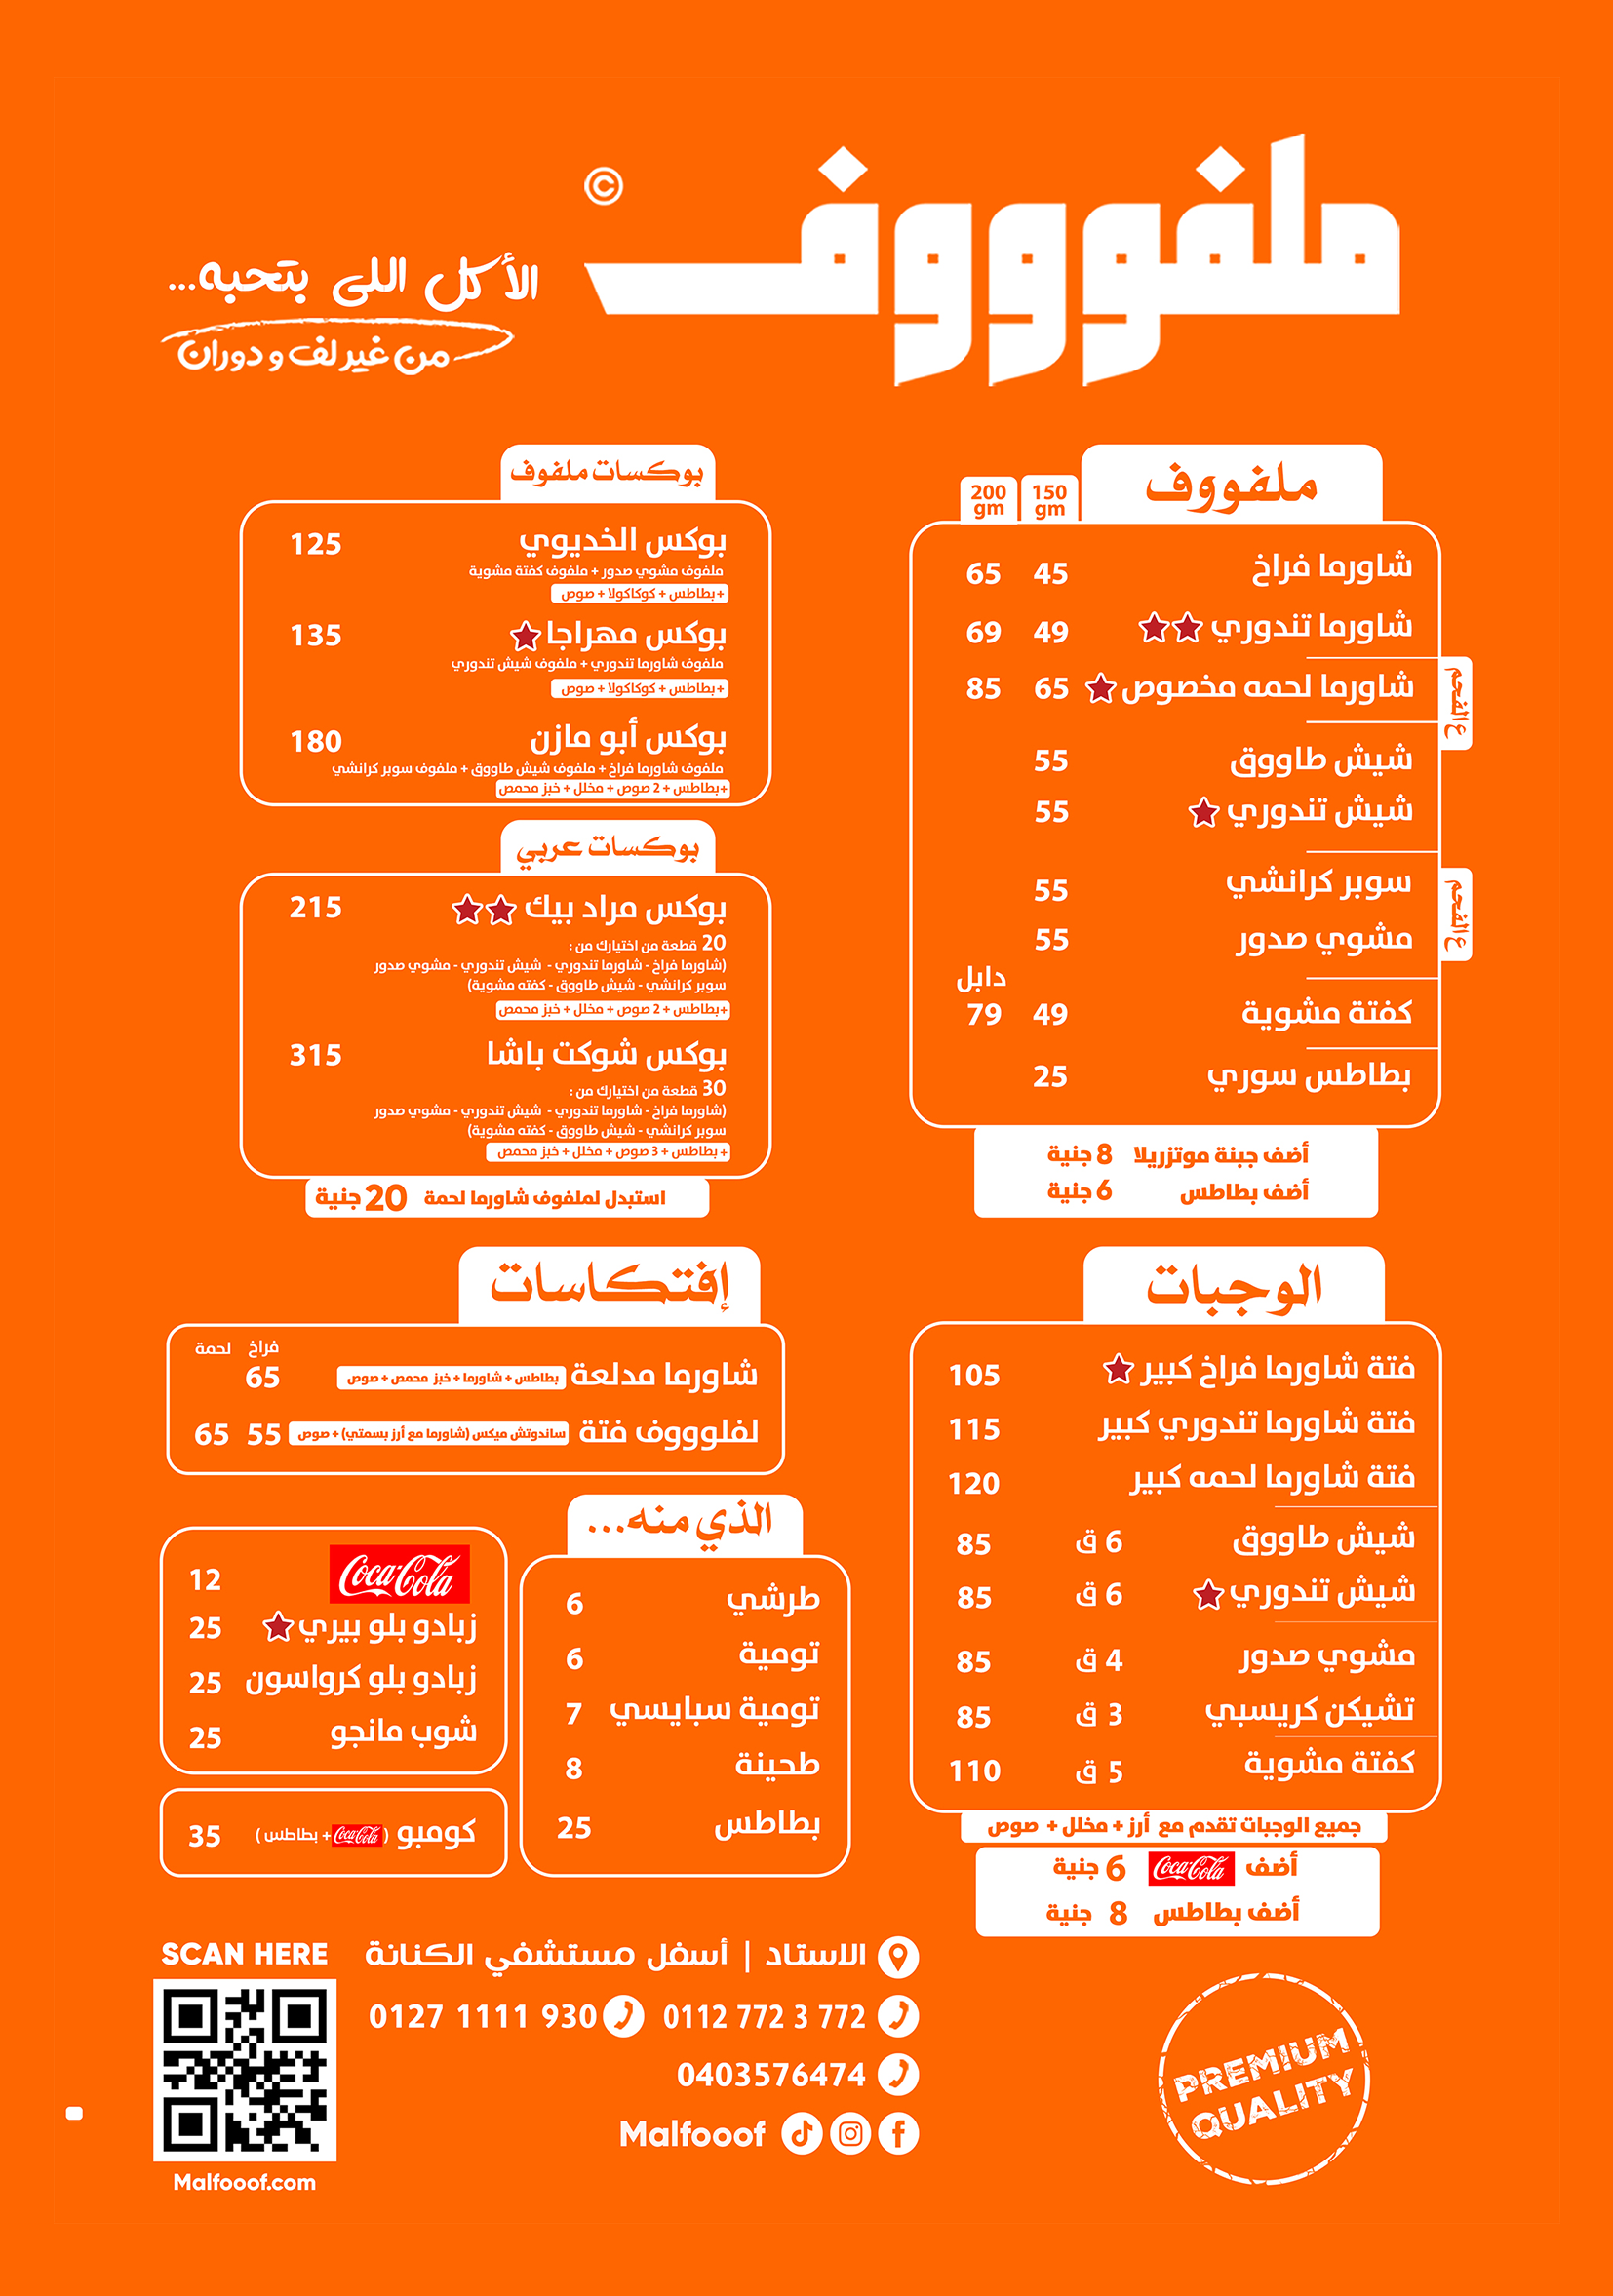 ملفوووف ©
الأكل اللى بتحبه...
من غير لف و دوران
ملفووف
150 gm
200 gm
شاورما فراخ 45 65
شاورما تندوري 49 69
ع الفحم
شاورما لحمه مخصوص 65 85
شيش طاووق 55
شيش تندوري 55
ع الفحم
سوبر كرانشي 55
مشوي صدور 55
دابل
كفتة مشوية 49 79
بطاطس سوري 25
أضف جبنة موتزريلا 8 جنية
أضف بطاطس 6 جنية
بوكسات ملفوف
بوكس الخديوي 125
ملفوف مشوي صدور + ملفوف كفتة مشوية
+بطاطس + كوكاكولا + صوص
بوكس مهراجا 135
ملفوف شاورما تندوري + ملفوف شيش تندوري
+بطاطس + كوكاكولا + صوص
بوكس أبو مازن 180
ملفوف شاورما فراخ + ملفوف شيش طاووق + ملفوف سوبر كرانشي
+بطاطس + 2 صوص + مخلل + خبز محمص
بوكسات عربي
بوكس مراد بيك 215
20 قطعة من اختيارك من :
(شاورما فراخ - شاورما تندوري - شيش تندوري - مشوي صدور
سوبر كرانشي - شيش طاووق - كفته مشوية)
+بطاطس + 2 صوص + مخلل + خبز محمص
بوكس شوكت باشا 315
30 قطعة من اختيارك من :
(شاورما فراخ - شاورما تندوري - شيش تندوري - مشوي صدور
سوبر كرانشي - شيش طاووق - كفته مشوية)
+ بطاطس + 3 صوص + مخلل + خبز محمص
استبدل لملفوف شاورما لحمة 20 جنية
الوجبات
فتة شاورما فراخ كبير 105
فتة شاورما تندوري كبير 115
فتة شاورما لحمه كبير 120
شيش طاووق 6 ق 85
شيش تندوري 6 ق 85
مشوي صدور 4 ق 85
تشيكن كريسبي 3 ق 85
كفتة مشوية 5 ق 110
جميع الوجبات تقدم مع أرز + مخلل + صوص
أضف Coca-Cola 6 جنية
أضف بطاطس 8 جنية
إفتكاسات
فراخ لحمة
شاورما مدلعة بطاطس + شاورما + خبز محمص + صوص 65
لفلوووف فتة ساندوتش ميكس (شاورما مع أرز بسمتي) + صوص 55 65
الذي منه...
طرشي 6
تومية 6
تومية سبايسي 7
طحينة 8
بطاطس 25
Coca-Cola 12
زبادو بلو بيري 25
زبادو بلو كرواسون 25
شوب مانجو 25
كومبو (Coca-Cola + بطاطس ) 35
الاستاد | أسفل مستشفي الكنانة
0112 772 3 772
0127 1111 930
0403576474
Malfooof
SCAN HERE
Malfooof.com
PREMIUM
QUALITY